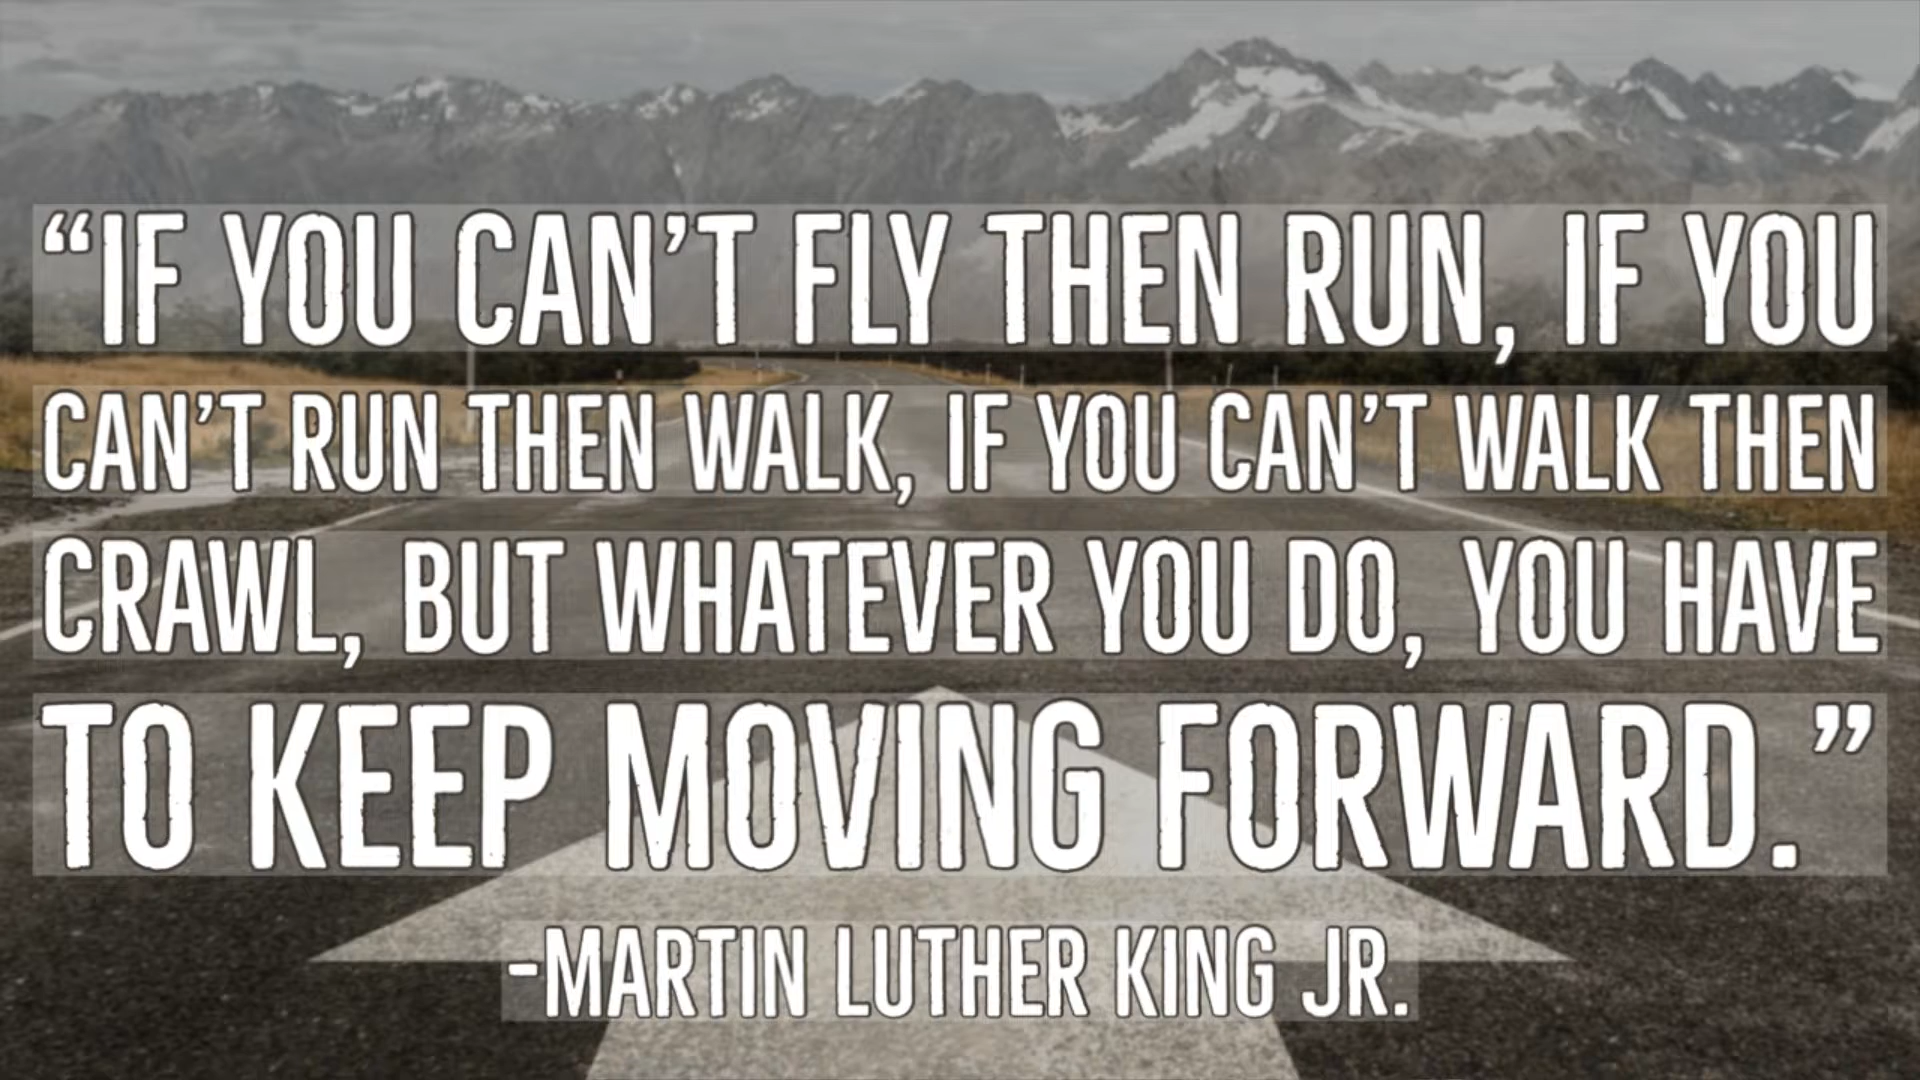 “IF YOU CAN’T FLY THEN RUN, IF YOU
CAN’T RUN THEN WALK, IF YOU CAN’T WALK THEN
CRAWL, BUT WHATEVER YOU DO, YOU HAVE
TO KEEP MOVING FORWARD.”
-MARTIN LUTHER KING JR.